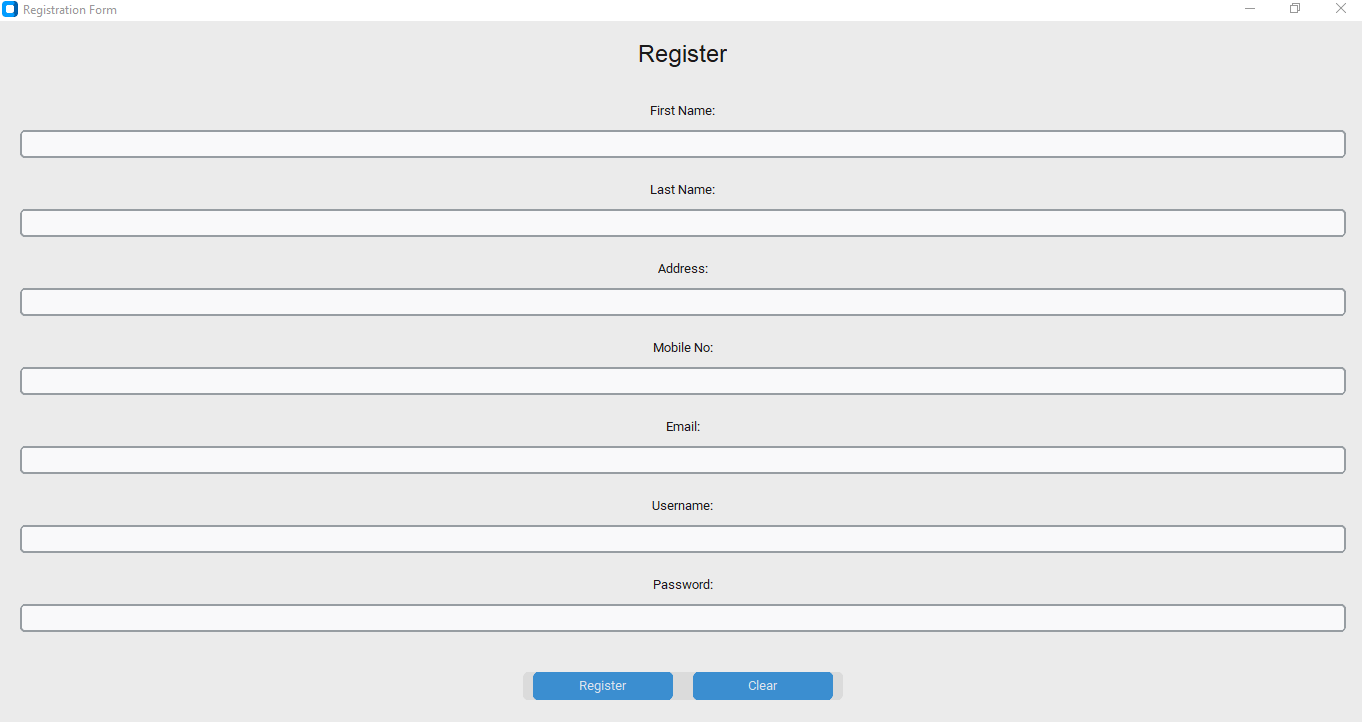 Registration Form
Register
First Name:
Last Name:
Address:
Mobile No:
Email:
Username:
Password:
Register Clear